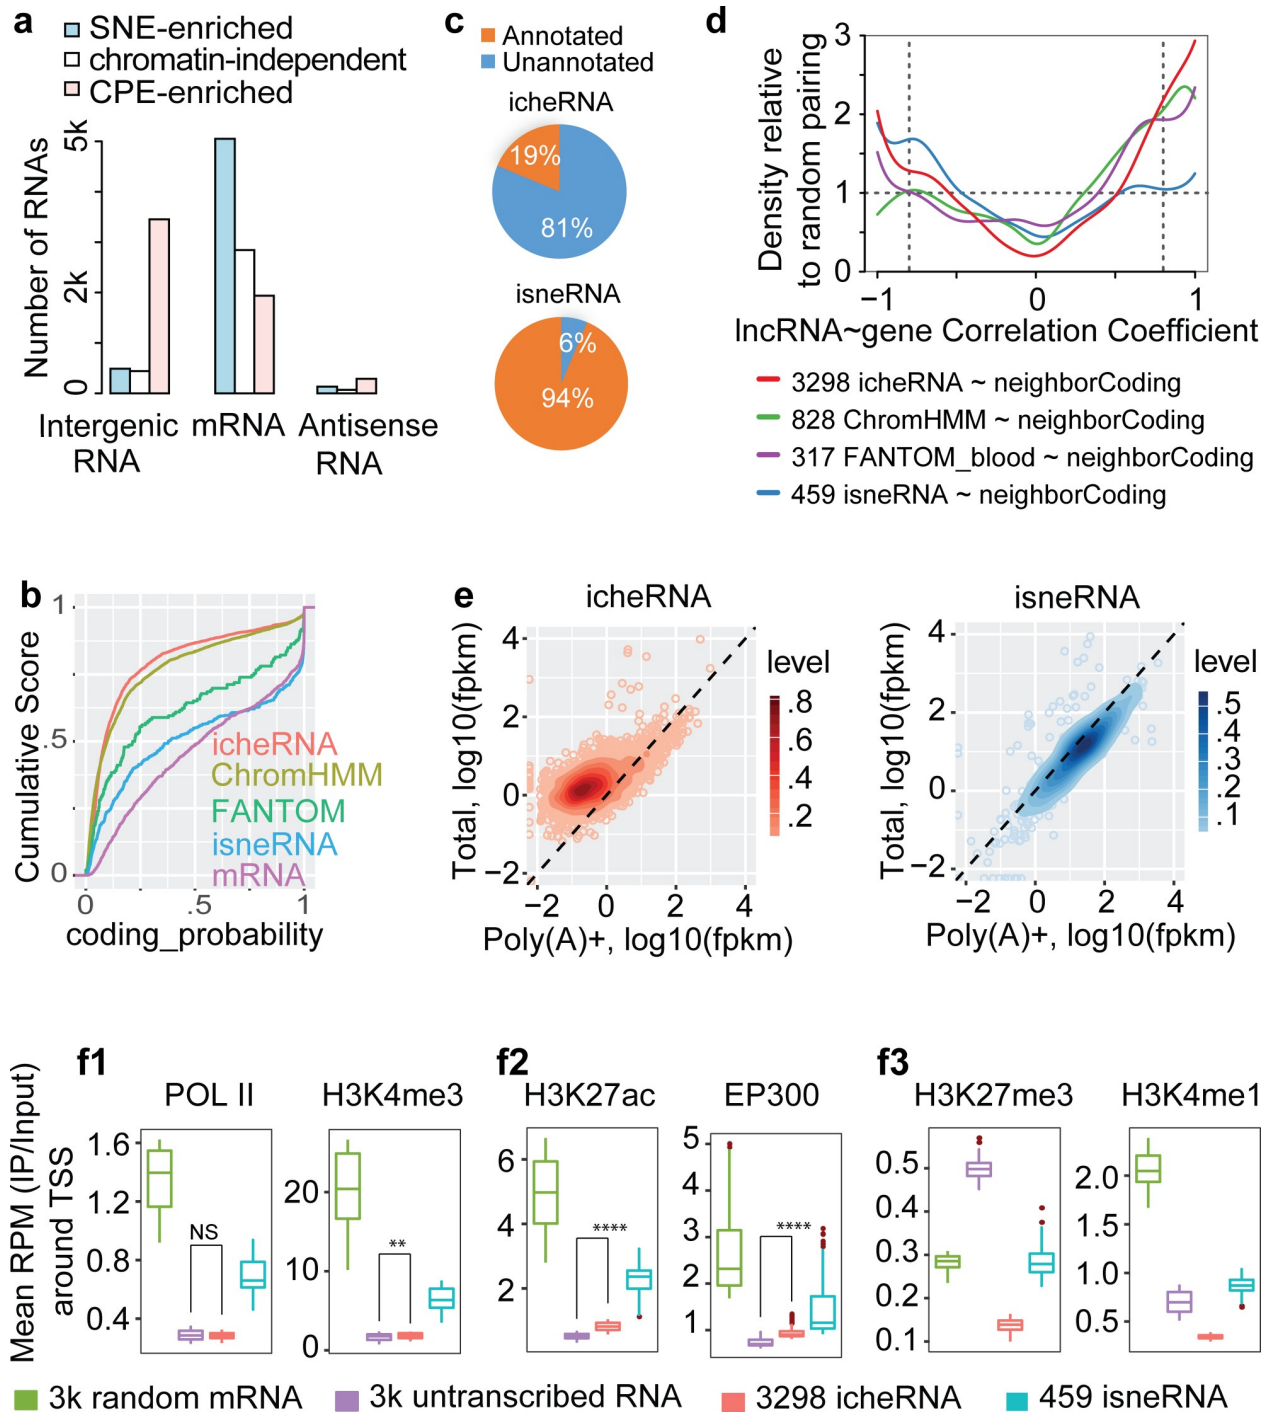 a
SNE-enriched
chromatin-independent
CPE-enriched
Number of RNAs
5k
2k
0
Intergenic RNA
mRNA
Antisense RNA
c
Annotated
Unannotated
icheRNA
19%
81%
isneRNA
6%
94%
d
Density relative
to random pairing
3
2
1
0
−1
0
1
lncRNA~gene Correlation Coefficient
3298 icheRNA ~ neighborCoding
828 ChromHMM ~ neighborCoding
317 FANTOM_blood ~ neighborCoding
459 isneRNA ~ neighborCoding
b
Cumulative Score
1
.5
0
icheRNA
ChromHMM
FANTOM
isneRNA
mRNA
0
.5
1
coding_probability
e
icheRNA
Total, log10(fpkm)
4
2
0
−2
−2
0
2
4
Poly(A)+, log10(fpkm)
level
.8
.6
.4
.2
isneRNA
Total, log10(fpkm)
4
2
0
−2
−2
0
2
4
Poly(A)+, log10(fpkm)
level
.5
.4
.3
.2
.1
Mean RPM (IP/Input)
around TSS
f1
POL II
1.6
1.2
0.8
0.4
NS
H3K4me3
20
10
0
**
f2
H3K27ac
6
4
2
****
EP300
5
4
3
2
1
****
f3
H3K27me3
0.5
0.4
0.3
0.2
0.1
H3K4me1
2.0
1.5
1.0
0.5
3k random mRNA
3k untranscribed RNA
3298 icheRNA
459 isneRNA